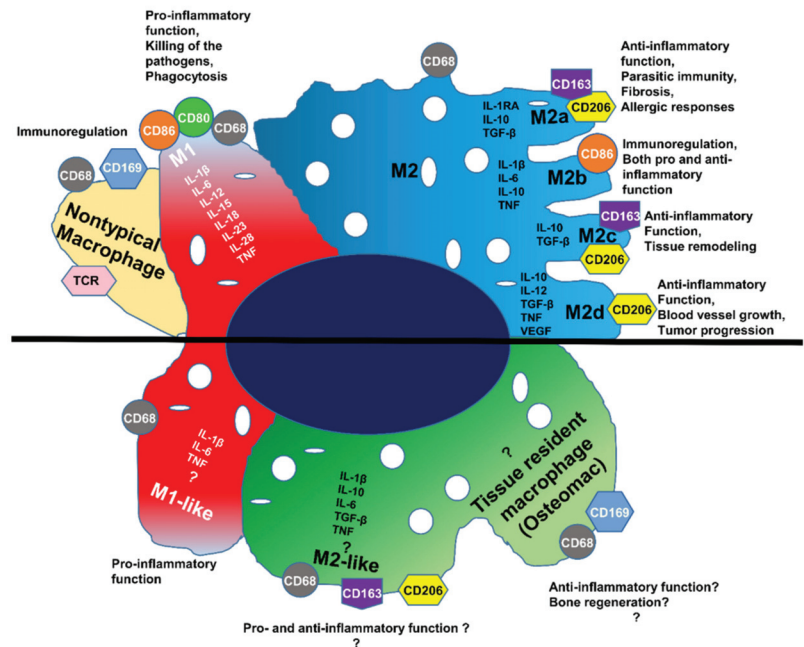 Pro-inflammatory
function,
Killing of the
pathogens,
Phagocytosis
Immunoregulation
CD86
CD80
CD68
CD68
CD169
Nontypical
Macrophage
TCR
M1
IL-1β
IL-6
IL-12
IL-15
IL-18
IL-23
IL-28
TNF
CD68
M2
IL-1RA
IL-10
TGF-β
M2a
CD163
CD206
Anti-inflammatory
function,
Parasitic immunity,
Fibrosis,
Allergic responses
IL-1β
IL-6
IL-10
TNF
M2b
CD86
Immunoregulation,
Both pro and anti-
inflammatory
function
IL-10
TGF-β
M2c
CD163
CD206
Anti-inflammatory
Function,
Tissue remodeling
IL-10
IL-12
TGF-β
TNF
VEGF
M2d
CD206
Anti-inflammatory
Function,
Blood vessel growth,
Tumor progression
CD68
IL-1β
IL-6
TNF
?
M1-like
Pro-inflammatory
function
IL-1β
IL-10
IL-6
TGF-β
TNF
?
M2-like
CD68
CD163
CD206
Pro- and anti-inflammatory function ?
?
?
Tissue resident
macrophage
(Osteomac)
CD169
CD68
Anti-inflammatory function?
Bone regeneration?
?